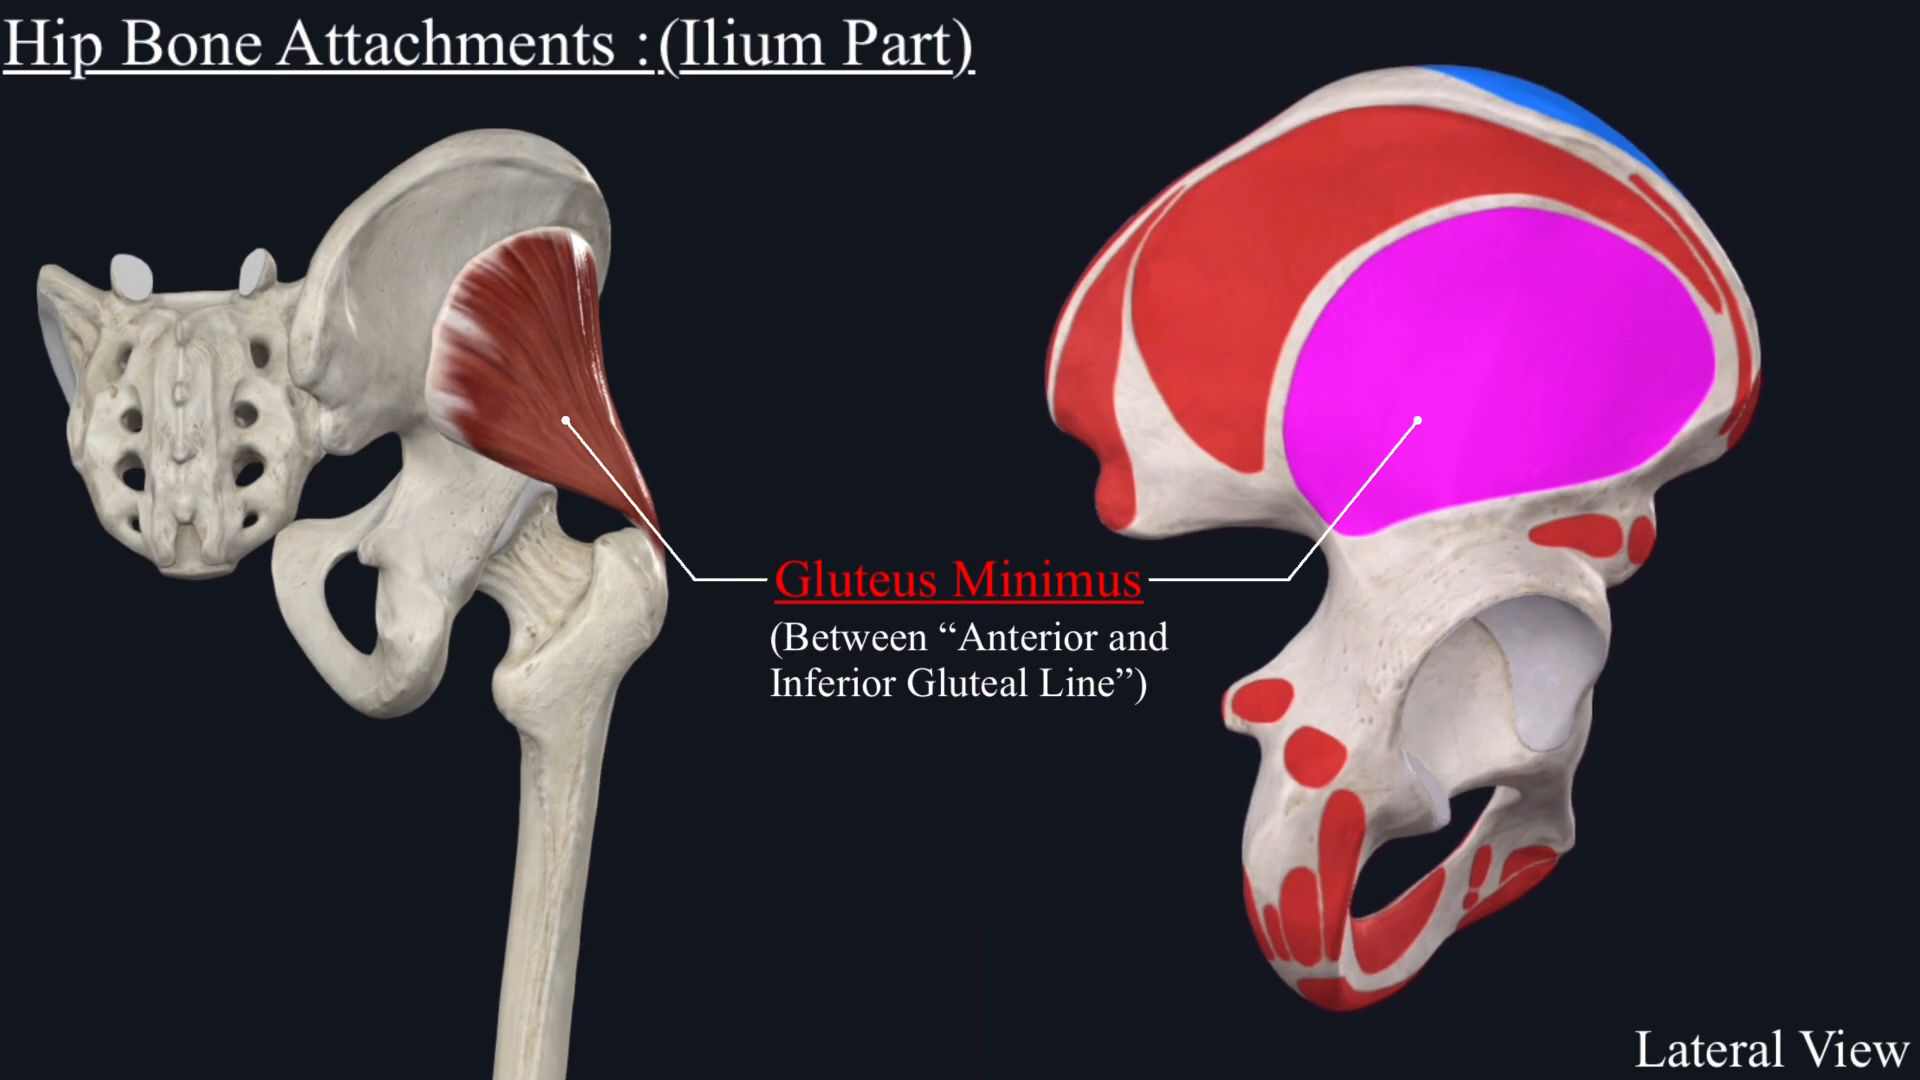 Hip Bone Attachments :(Ilium Part)
Gluteus Minimus
(Between “Anterior and
Inferior Gluteal Line”)
Lateral View